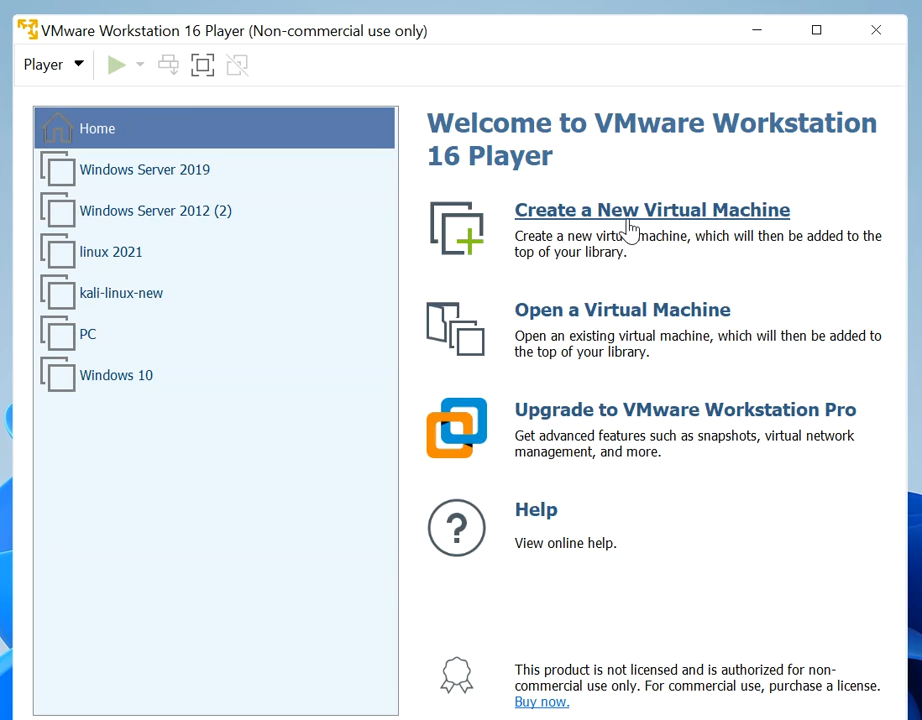 VMware Workstation 16 Player (Non-commercial use only)
Player
Home
Windows Server 2019
Windows Server 2012 (2)
linux 2021
kali-linux-new
PC
Windows 10
Welcome to VMware Workstation
16 Player
Create a New Virtual Machine
Create a new virtual machine, which will then be added to the
top of your library.
Open a Virtual Machine
Open an existing virtual machine, which will then be added to
the top of your library.
Upgrade to VMware Workstation Pro
Get advanced features such as snapshots, virtual network
management, and more.
Help
View online help.
This product is not licensed and is authorized for non-
commercial use only. For commercial use, purchase a license.
Buy now.